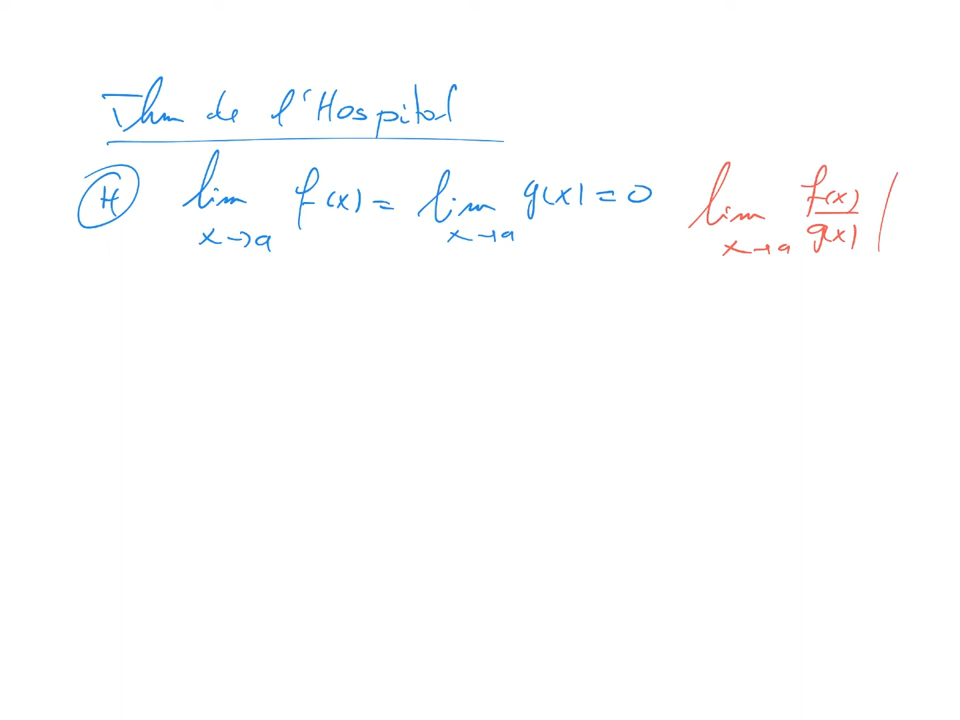 Thm de l'Hospital
(H) lim x→a f(x) = lim x→a g(x) = 0 lim x→a f(x)/g(x)